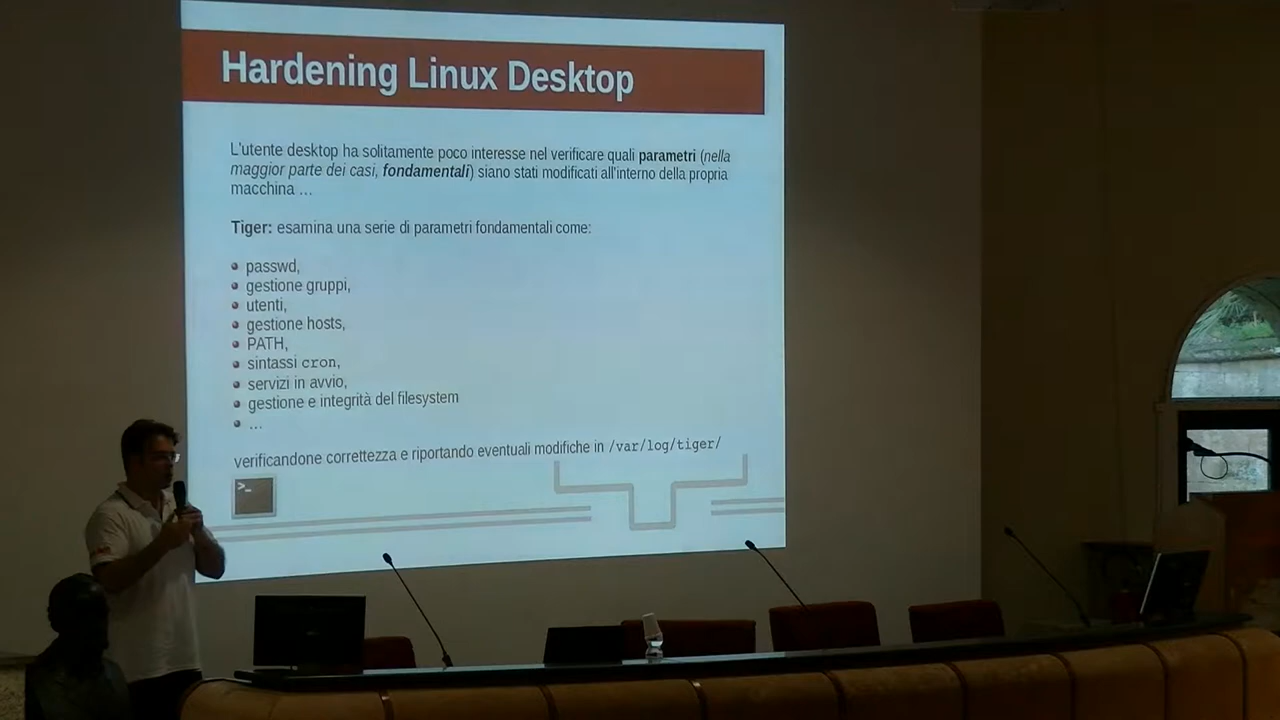 Hardening Linux Desktop
L'utente desktop ha solitamente poco interesse nel verificare quali parametri (nella
maggior parte dei casi, fondamentali) siano stati modificati all'interno della propria
macchina …
Tiger: esamina una serie di parametri fondamentali come:
passwd,
gestione gruppi,
utenti,
gestione hosts,
PATH,
sintassi cron,
servizi in avvio,
gestione e integrità del filesystem
…
verificandone correttezza e riportando eventuali modifiche in /var/log/tiger/
>_